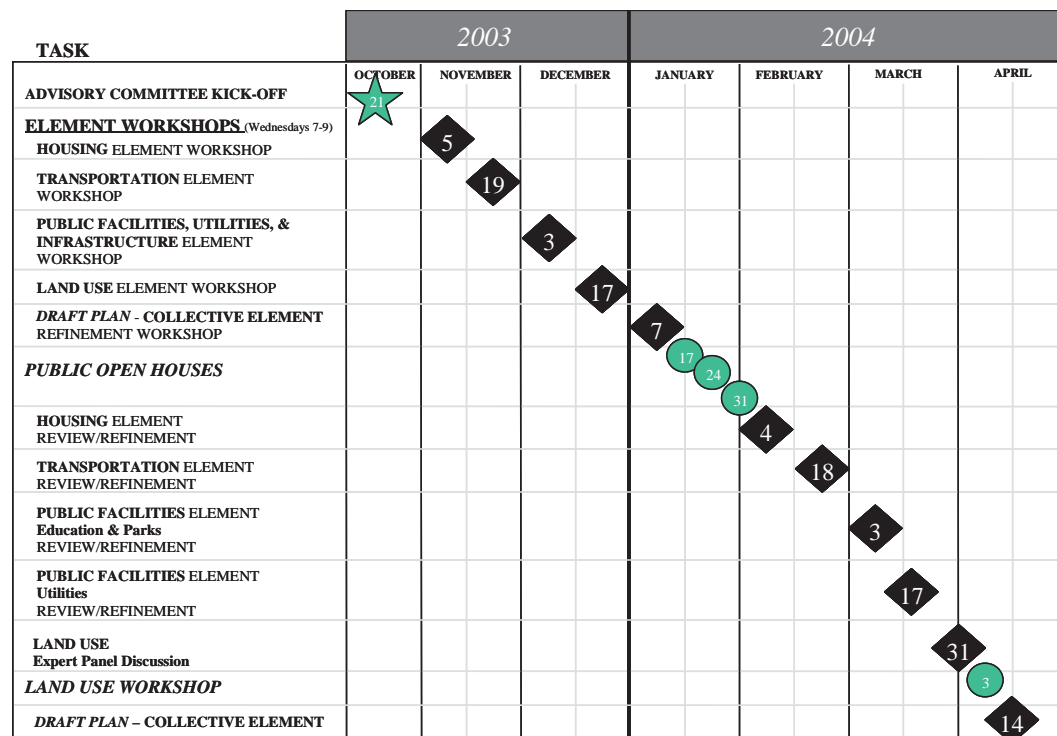 TASK
2003 2004
OCTOBER NOVEMBER DECEMBER JANUARY FEBRUARY MARCH APRIL
ADVISORY COMMITTEE KICK-OFF 21
ELEMENT WORKSHOPS (Wednesdays 7-9)
HOUSING ELEMENT WORKSHOP 5
TRANSPORTATION ELEMENT
WORKSHOP 19
PUBLIC FACILITIES, UTILITIES, &
INFRASTRUCTURE ELEMENT 3
WORKSHOP
LAND USE ELEMENT WORKSHOP 17
DRAFT PLAN - COLLECTIVE ELEMENT
REFINEMENT WORKSHOP 7
17
PUBLIC OPEN HOUSES 24
31
HOUSING ELEMENT
REVIEW/REFINEMENT 4
TRANSPORTATION ELEMENT
REVIEW/REFINEMENT 18
PUBLIC FACILITIES ELEMENT
Education & Parks 3
REVIEW/REFINEMENT
PUBLIC FACILITIES ELEMENT
Utilities 17
REVIEW/REFINEMENT
LAND USE
Expert Panel Discussion 31
LAND USE WORKSHOP 3
DRAFT PLAN – COLLECTIVE ELEMENT 14